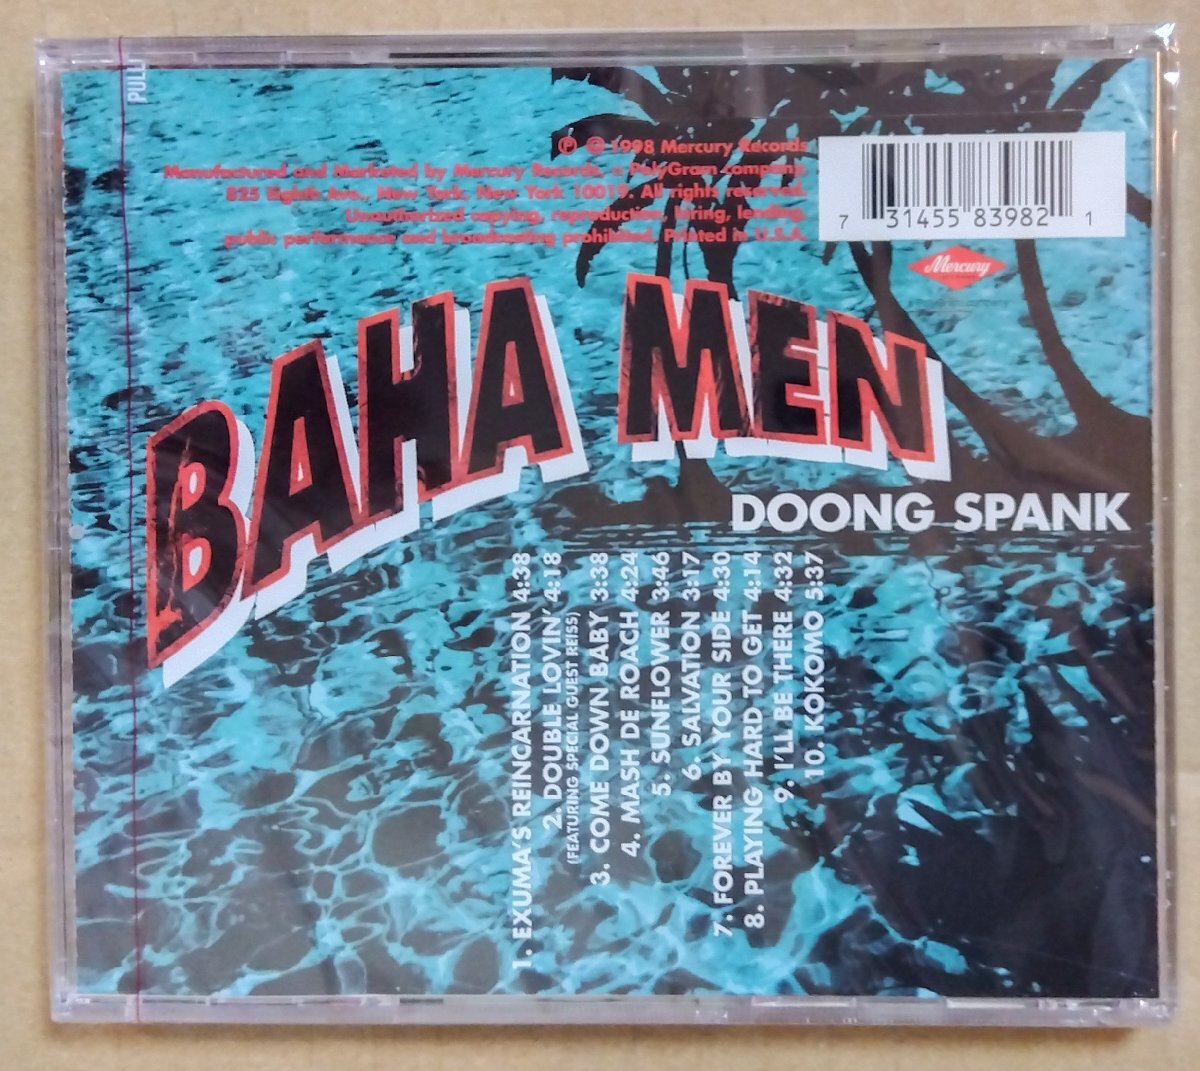 PULL
℗ © 1998 Mercury Records
Manufactured and Marketed by Mercury Records, a PolyGram company.
825 Eighth Ave., New York, New York 10019. All rights reserved.
Unauthorized copying, reproduction, hiring, lending,
public performance and broadcasting prohibited. Printed in U.S.A.
7 31455 83982 1
Mercury
BAHA MEN
DOONG SPANK
1. EXUMA'S REINCARNATION 4:38
2. DOUBLE LOVIN' 4:18
(FEATURING SPECIAL GUEST REISS)
3. COME DOWN BABY 3:38
4. MASH DE ROACH 4:24
5. SUNFLOWER 3:46
6. SALVATION 3:17
7. FOREVER BY YOUR SIDE 4:30
8. PLAYING HARD TO GET 4:14
9. I'LL BE THERE 4:32
10. KOKOMO 5:37